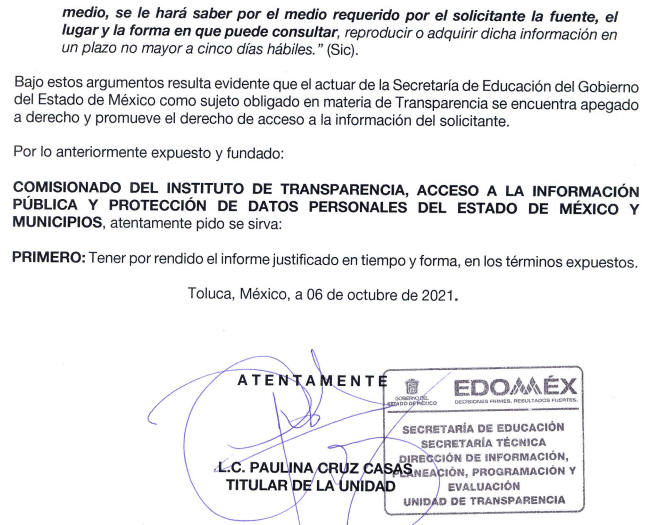 medio, se le hará saber por el medio requerido por el solicitante la fuente, el
lugar y la forma en que puede consultar, reproducir o adquirir dicha información en
un plazo no mayor a cinco días hábiles.” (Sic).
Bajo estos argumentos resulta evidente que el actuar de la Secretaría de Educación del Gobierno
del Estado de México como sujeto obligado en materia de Transparencia se encuentra apegado
a derecho y promueve el derecho de acceso a la información del solicitante.
Por lo anteriormente expuesto y fundado:
COMISIONADO DEL INSTITUTO DE TRANSPARENCIA, ACCESO A LA INFORMACIÓN
PÚBLICA Y PROTECCIÓN DE DATOS PERSONALES DEL ESTADO DE MÉXICO Y
MUNICIPIOS, atentamente pido se sirva:
PRIMERO: Tener por rendido el informe justificado en tiempo y forma, en los términos expuestos.
Toluca, México, a 06 de octubre de 2021.
ATENTAMENTE
L.C. PAULINA CRUZ CASAS
TITULAR DE LA UNIDAD
GOBIERNO DEL
ESTADO DE MÉXICO
EDOMÉX
DECISIONES FIRMES, RESULTADOS FUERTES.
SECRETARÍA DE EDUCACIÓN
SECRETARÍA TÉCNICA
DIRECCIÓN DE INFORMACIÓN,
PLANEACIÓN, PROGRAMACIÓN Y
EVALUACIÓN
UNIDAD DE TRANSPARENCIA